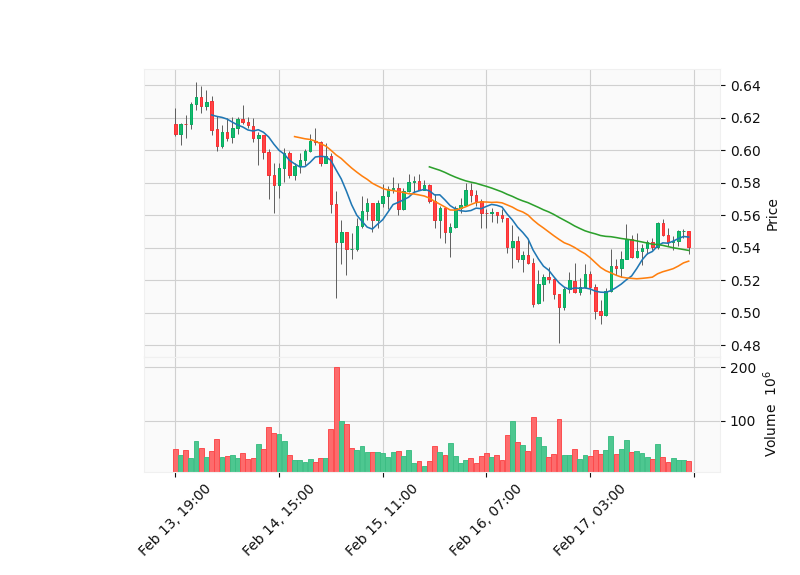 0.64
0.62
0.60
0.58
0.56
0.54
0.52
0.50
0.48
Price
200
100
Volume 10^6
Feb 13, 19:00
Feb 14, 15:00
Feb 15, 11:00
Feb 16, 07:00
Feb 17, 03:00